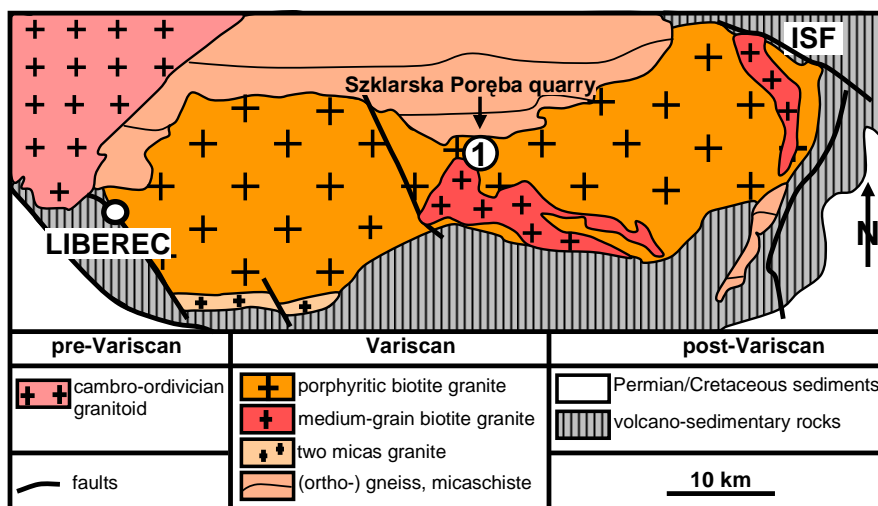 ISF
Szklarska Poręba quarry
1
LIBEREC
N
pre-Variscan
Variscan
post-Variscan
cambro-ordivician
granitoid
porphyritic biotite granite
medium-grain biotite granite
two micas granite
(ortho-) gneiss, micaschiste
Permian/Cretaceous sediments
volcano-sedimentary rocks
faults
10 km